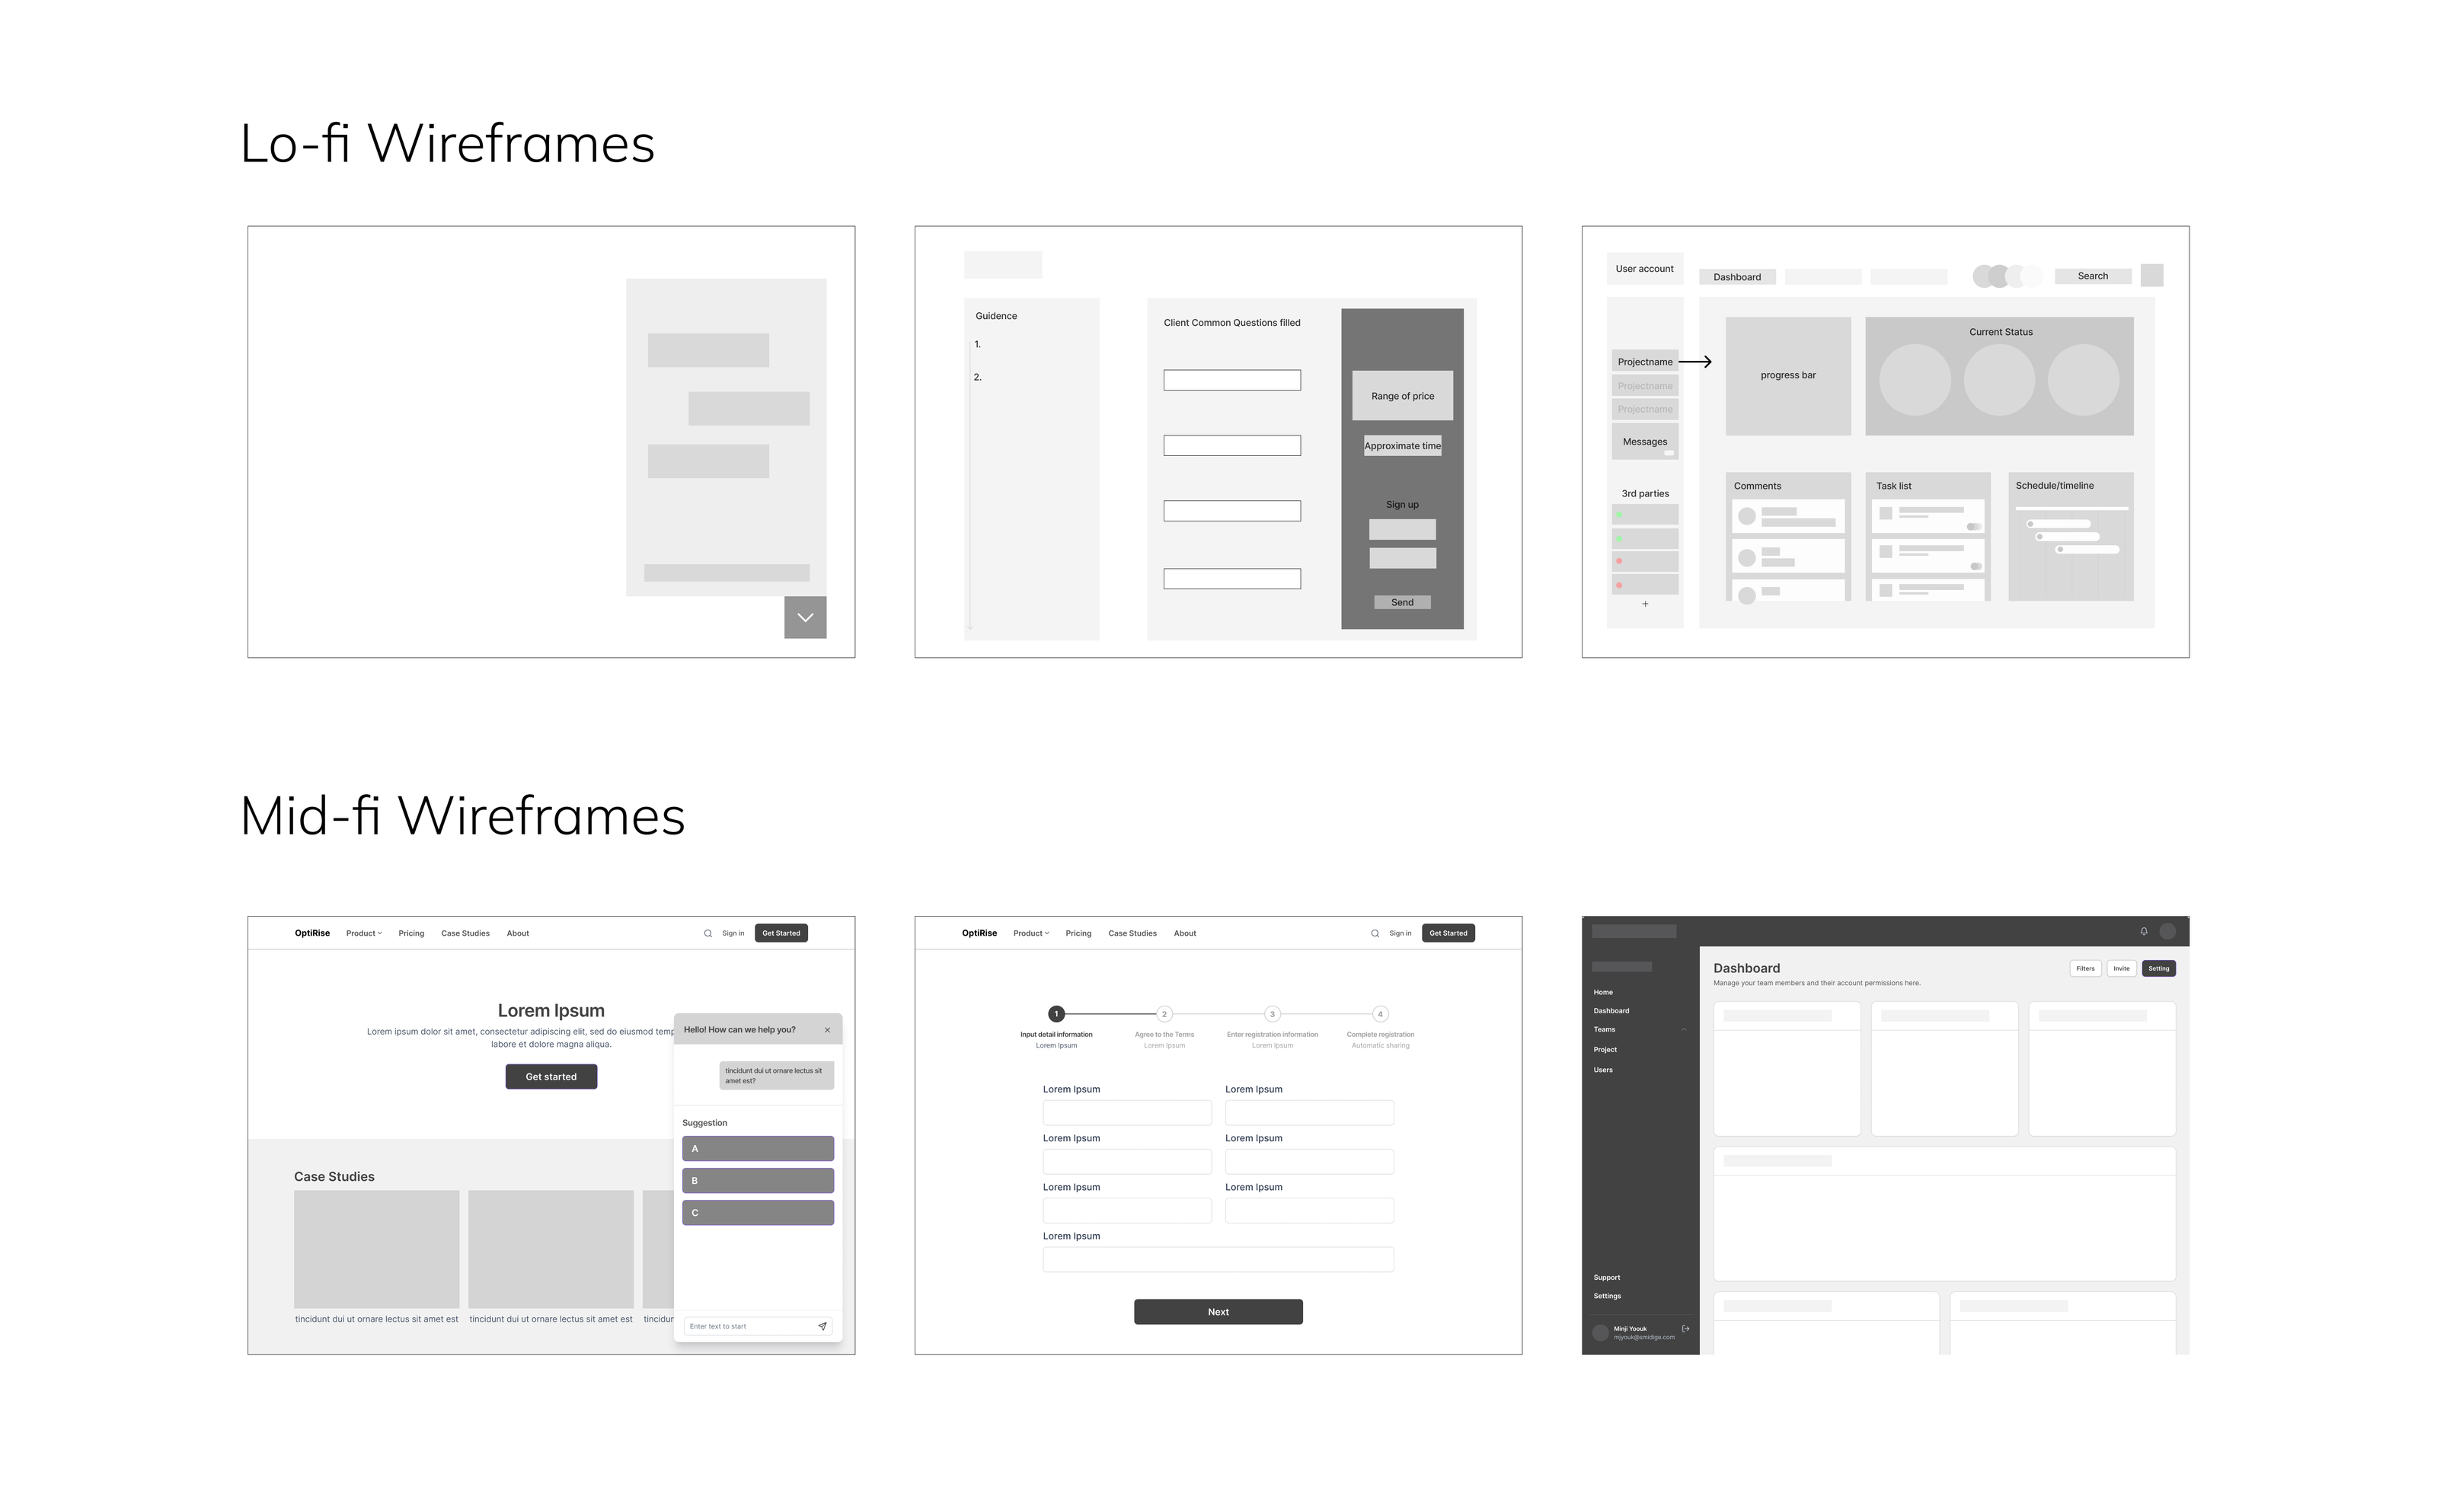 Lo-fi Wireframes
Guidence
1.
2.
Client Common Questions filled
Range of price
Approximate time
Sign up
Send
User account
Dashboard
Search
Projectname
Projectname
Projectname
Messages
3rd parties
+
progress bar
Current Status
Comments
Task list
Schedule/timeline
Mid-fi Wireframes
OptiRise
Product
Pricing
Case Studies
About
Sign in
Get Started
Lorem Ipsum
Lorem ipsum dolor sit amet, consectetur adipiscing elit, sed do eiusmod temp
labore et dolore magna aliqua.
Get started
Case Studies
tincidunt dui ut ornare lectus sit amet est
tincidunt dui ut ornare lectus sit amet est
tincidun
Hello! How can we help you?
tincidunt dui ut ornare lectus sit
amet est?
Suggestion
A
B
C
Enter text to start
OptiRise
Product
Pricing
Case Studies
About
Sign in
Get Started
1
2
3
4
Input detail information
Lorem Ipsum
Agree to the Terms
Lorem Ipsum
Enter registration information
Lorem Ipsum
Complete registration
Automatic sharing
Lorem Ipsum
Lorem Ipsum
Lorem Ipsum
Lorem Ipsum
Lorem Ipsum
Lorem Ipsum
Lorem Ipsum
Next
Home
Dashboard
Teams
Project
Users
Support
Settings
Minji Yoouk
mjyouk@smidige.com
Dashboard
Manage your team members and their account permissions here.
Filters
Invite
Setting